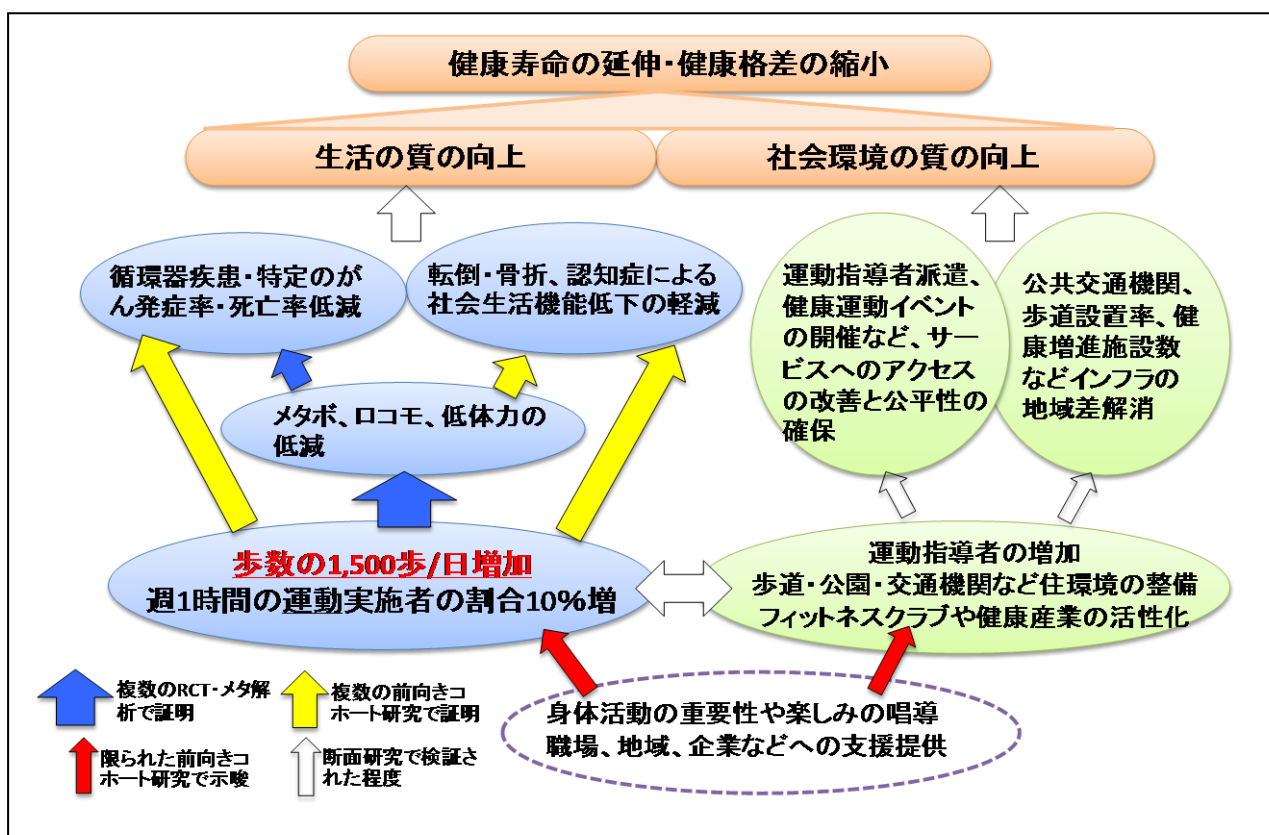 健康寿命の延伸・健康格差の縮小
生活の質の向上
社会環境の質の向上
循環器疾患・特定のが
ん発症率・死亡率低減
転倒・骨折、認知症による
社会生活機能低下の軽減
運動指導者派遣、
健康運動イベント
の開催など、サー
ビスへのアクセス
の改善と公平性の
確保
公共交通機関、
歩道設置率、健
康増進施設数
などインフラの
地域差解消
メタボ、ロコモ、低体力の
低減
歩数の1,500歩/日増加
週1時間の運動実施者の割合10%増
運動指導者の増加
歩道・公園・交通機関など住環境の整備
フィットネスクラブや健康産業の活性化
身体活動の重要性や楽しみの唱導
職場、地域、企業などへの支援提供
複数のRCT・メタ解
析で証明
複数の前向きコ
ホート研究で証明
限られた前向きコ
ホート研究で示唆
断面研究で検証さ
れた程度